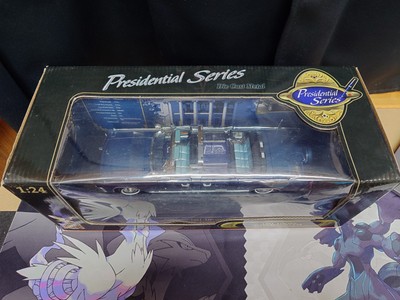 Presidential Series
Die Cast Metal
Presidential
Series
1:24